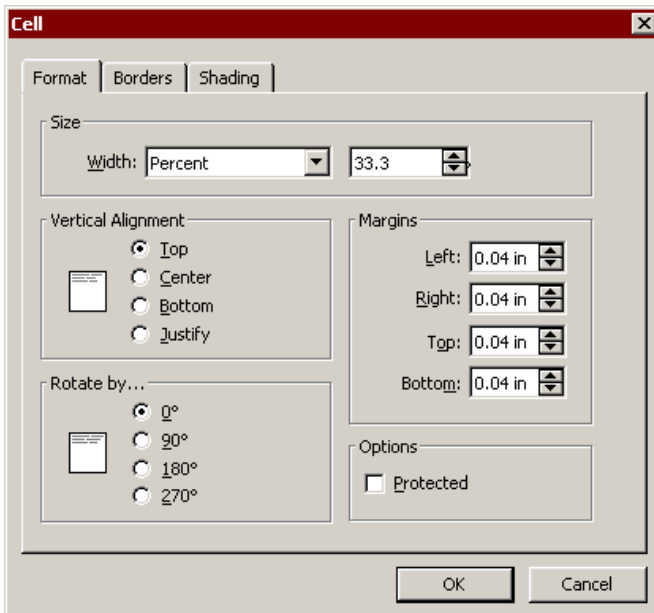 Cell
Format Borders Shading
Size
Width: Percent 33.3
Vertical Alignment
Top
Center
Bottom
Justify
Margins
Left: 0.04 in
Right: 0.04 in
Top: 0.04 in
Bottom: 0.04 in
Rotate by...
0°
90°
180°
270°
Options
Protected
OK Cancel